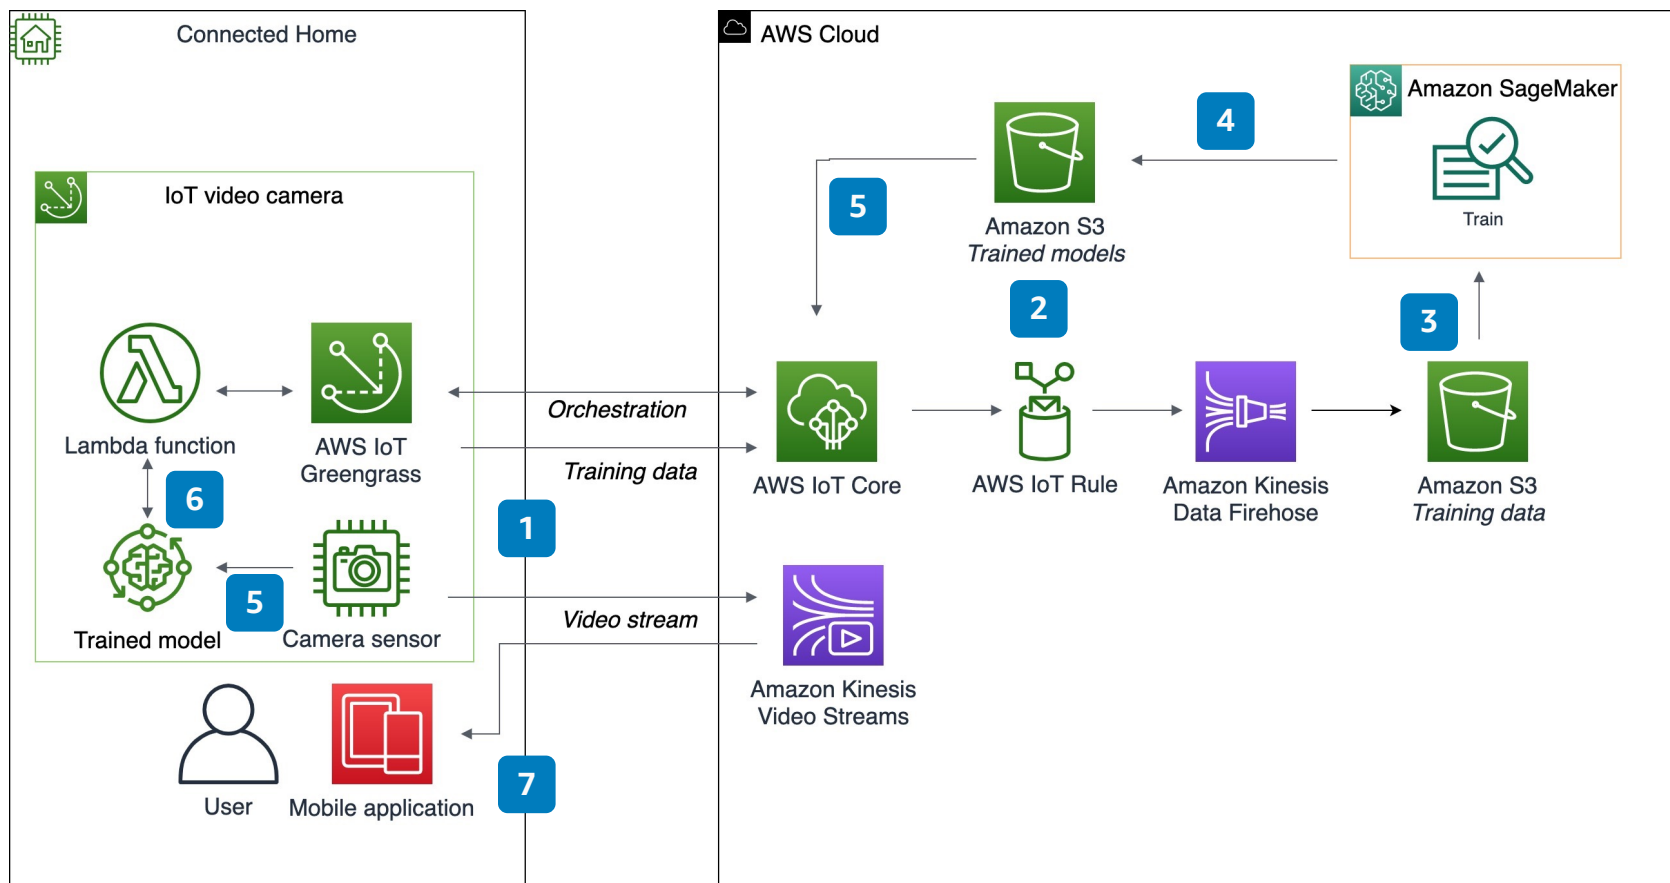 Connected Home
AWS Cloud
IoT video camera
Amazon SageMaker
Train
4
5
Amazon S3
Trained models
2
3
Lambda function
AWS IoT
Greengrass
Orchestration
Training data
AWS IoT Core
AWS IoT Rule
Amazon Kinesis
Data Firehose
Amazon S3
Training data
6
1
5
Trained model
Camera sensor
Video stream
Amazon Kinesis
Video Streams
User
Mobile application
7